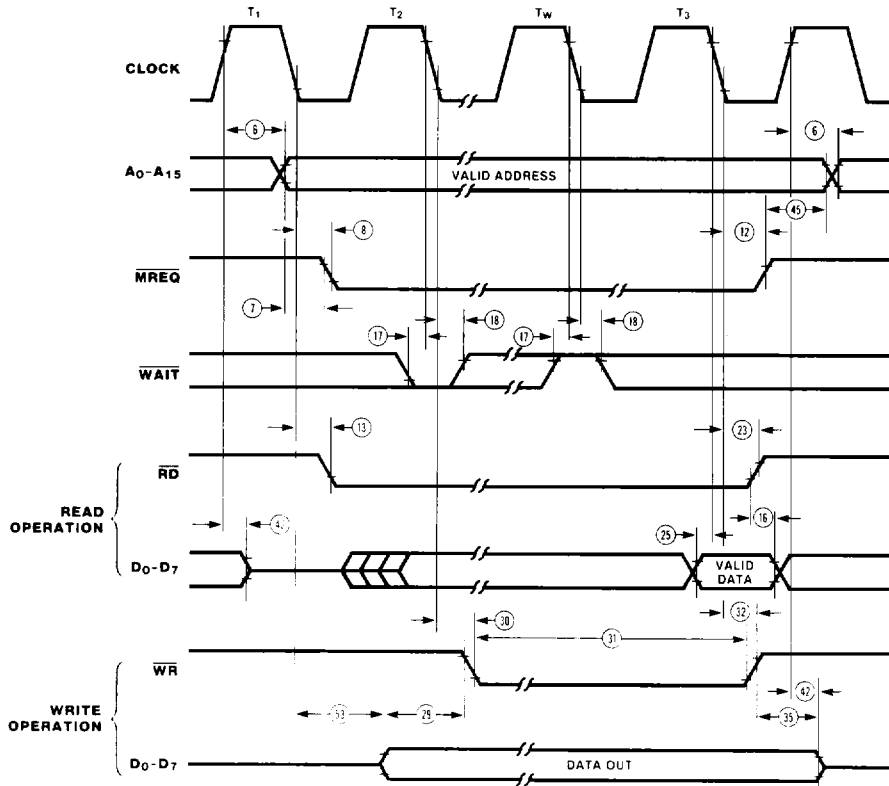 T1 T2 TW T3
CLOCK
6 6
A0-A15 VALID ADDRESS
45
8 12
MREQ
7
17 18 17 18
WAIT
13 23
RD
READ OPERATION
16
25
D0-D7 VALID DATA
32
30 31
WR
42
WRITE OPERATION
53 29 35
D0-D7 DATA OUT